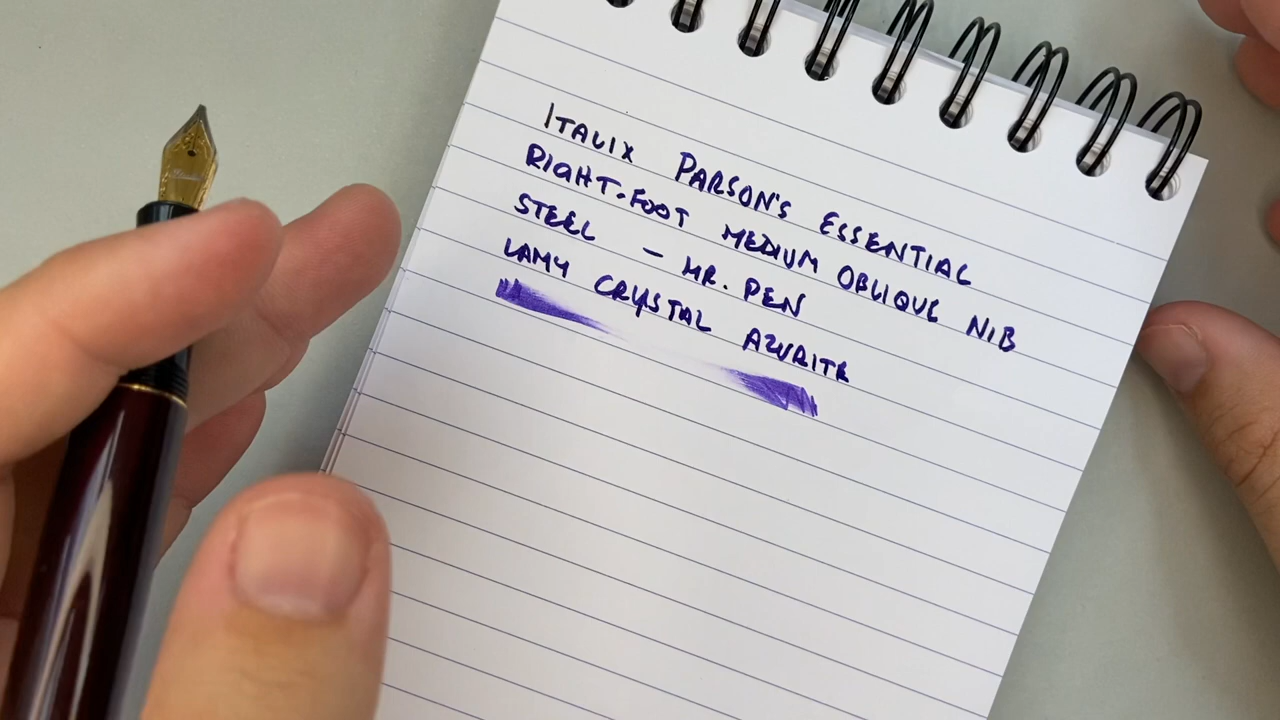 ITALIX PARSON'S ESSENTIAL
RIGHT-FOOT MEDIUM OBLIQUE NIB
STEEL – MR. PEN
LAMY CRYSTAL AZURITE